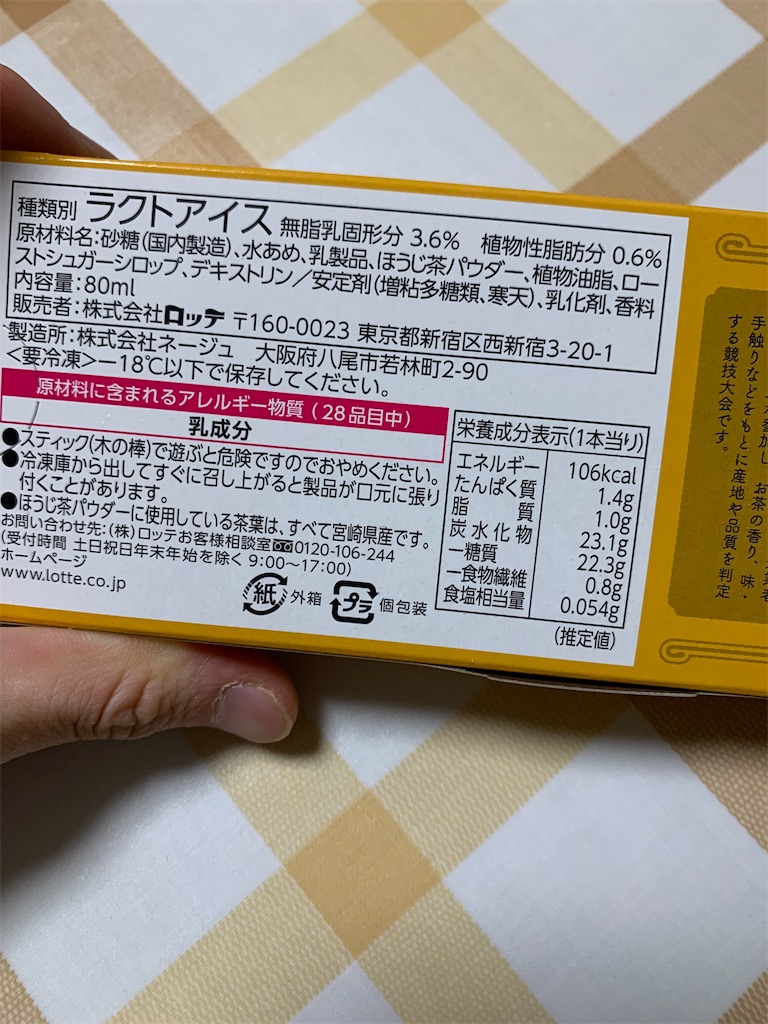 種類別 ラクトアイス 無脂乳固形分 3.6% 植物性脂肪分 0.6%
原材料名:砂糖(国内製造)、水あめ、乳製品、ほうじ茶パウダー、植物油脂、ロー
ストシュガーシロップ、デキストリン/安定剤(増粘多糖類、寒天)、乳化剤、香料
内容量:80ml
販売者:株式会社ロッテ 〒160-0023 東京都新宿区西新宿3-20-1
製造所:株式会社ネージュ 大阪府八尾市若林町2-90
<要冷凍>−18℃以下で保存してください。
原材料に含まれるアレルギー物質(28品目中)
乳成分
●スティック(木の棒)で遊ぶと危険ですのでおやめください。
●冷凍庫から出してすぐに召し上がると製品が口元に張り
付くことがあります。
●ほうじ茶パウダーに使用している茶葉は、すべて宮崎県産です。
お問い合わせ先:(株)ロッテお客様相談室 0120-106-244
(受付時間 土日祝日年末年始を除く 9:00〜17:00)
ホームページ
www.lotte.co.jp
紙 外箱 プラ 個包装
栄養成分表示(1本当り)
エネルギー 106kcal
たんぱく質 1.4g
脂質 1.0g
炭水化物 23.1g
−糖質 22.3g
−食物繊維 0.8g
食塩相当量 0.054g
(推定値)
お茶の香り、味・
手触りなどをもとに産地や品質を判定
する競技大会です。